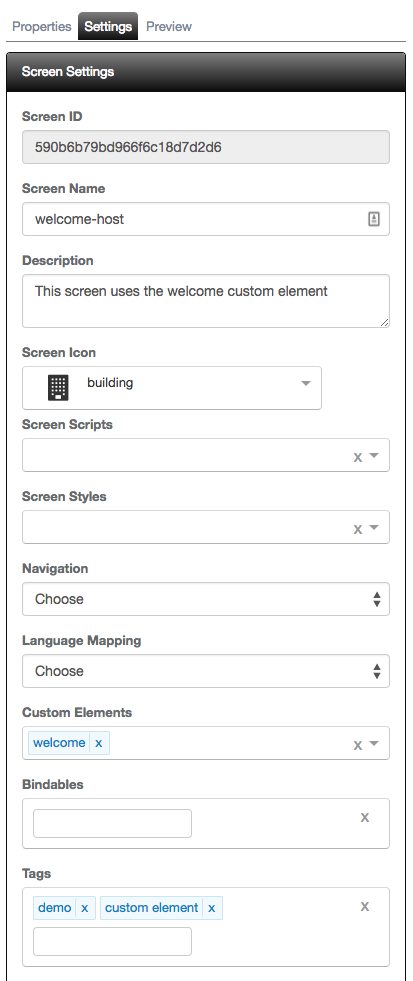 Properties Settings Preview
Screen Settings
Screen ID
590b6b79bd966f6c18d7d2d6
Screen Name
welcome-host
Description
This screen uses the welcome custom element
Screen Icon
building
Screen Scripts
x
Screen Styles
x
Navigation
Choose
Language Mapping
Choose
Custom Elements
welcome x x
Bindables
x
Tags
demo x custom element x x